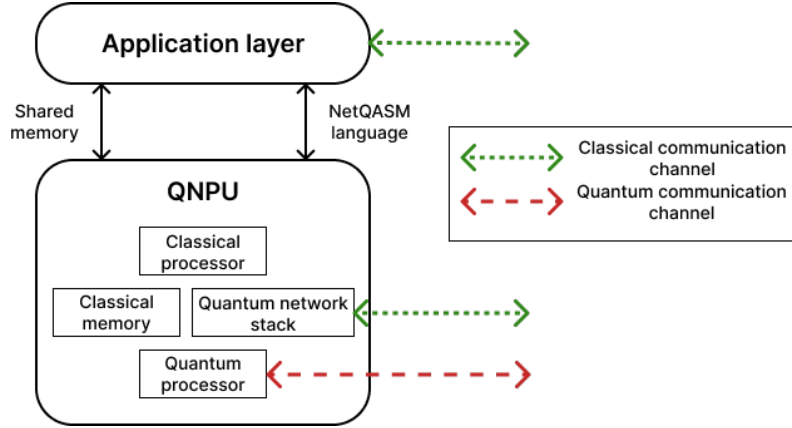 Application layer
Shared
memory
NetQASM
language
QNPU
Classical
processor
Classical
memory
Quantum network
stack
Quantum
processor
Classical communication
channel
Quantum communication
channel